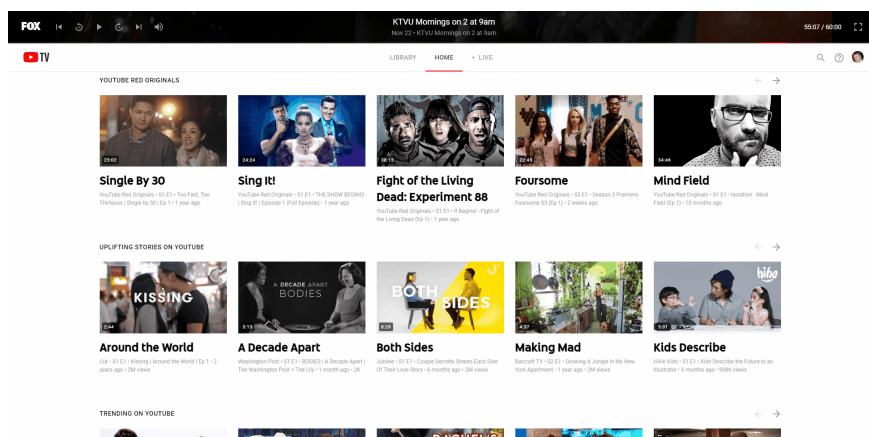 FOX
KTVU Mornings on 2 at 9am
Nov 22 • KTVU Mornings on 2 at 9am
55:07 / 60:00
TV
LIBRARY HOME • LIVE
YOUTUBE RED ORIGINALS
25:02
24:24
38:15
22:45
34:46
Single By 30
YouTube Red Originals • S1 E1 • Too Fast, Too
Thirteous | Single by 30 | Ep 1 • 1 year ago
Sing It!
YouTube Red Originals • S1 E1 • THE SHOW BEGINS!
| Sing It! | Episode 1 (Full Episode) • 1 year ago
Fight of the Living
Dead: Experiment 88
YouTube Red Originals • S1 E1 • It Begins! - Fight of
the Living Dead (Ep 1) • 1 year ago
Foursome
YouTube Red Originals • S3 E1 • Season 3 Premiere -
Foursome S3 (Ep 1) • 2 weeks ago
Mind Field
YouTube Red Originals • S1 E1 • Isolation - Mind
Field (Ep 1) • 10 months ago
UPLIFTING STORIES ON YOUTUBE
KISSING
2:44
A DECADE APART
BODIES
3:13
BOTH
SIDES
8:29
4:37
hiho
5:01
Around the World
Cut • S1 E1 • Kissing | Around the World | Ep 1 • 2
years ago • 2M views
A Decade Apart
Washington Post • S1 E1 • BODIES | A Decade Apart |
The Washington Post + The Lily • 1 month ago • 2K
Both Sides
Jubilee • S1 E1 • Couple Secretly Shares Each Side
Of Their Love Story • 6 months ago • 2M views
Making Mad
Barcroft TV • S2 E1 • Growing A Jungle In My New
York Apartment • 1 year ago • 2M views
Kids Describe
HiHo Kids • S1 E1 • Kids Describe the Future to an
Illustrator • 6 months ago • 988K views
TRENDING ON YOUTUBE